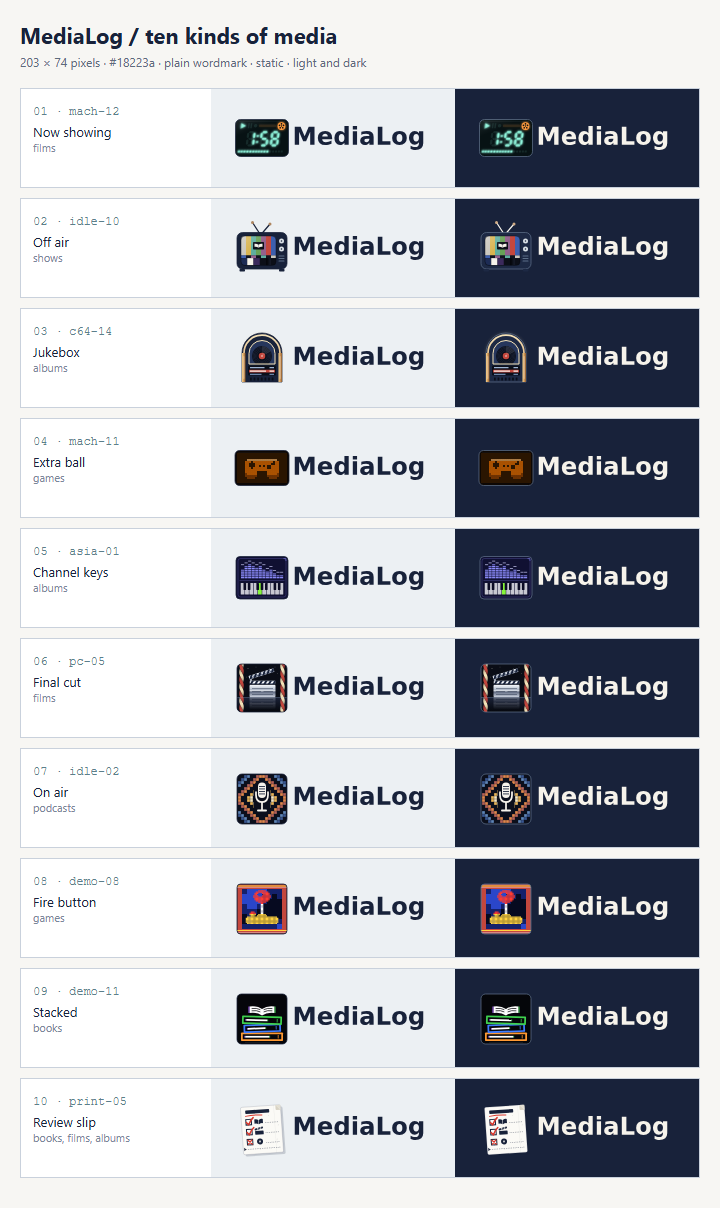 MediaLog / ten kinds of media
203 × 74 pixels · #18223a · plain wordmark · static · light and dark
01 · mach-12
Now showing
films
1:58 MediaLog
1:58 MediaLog
02 · idle-10
Off air
shows
MediaLog
MediaLog
03 · c64-14
Jukebox
albums
MediaLog
MediaLog
04 · mach-11
Extra ball
games
MediaLog
MediaLog
05 · asia-01
Channel keys
albums
MediaLog
MediaLog
06 · pc-05
Final cut
films
MediaLog
MediaLog
07 · idle-02
On air
podcasts
MediaLog
MediaLog
08 · demo-08
Fire button
games
MediaLog
MediaLog
09 · demo-11
Stacked
books
MediaLog
MediaLog
10 · print-05
Review slip
books, films, albums
MediaLog
MediaLog